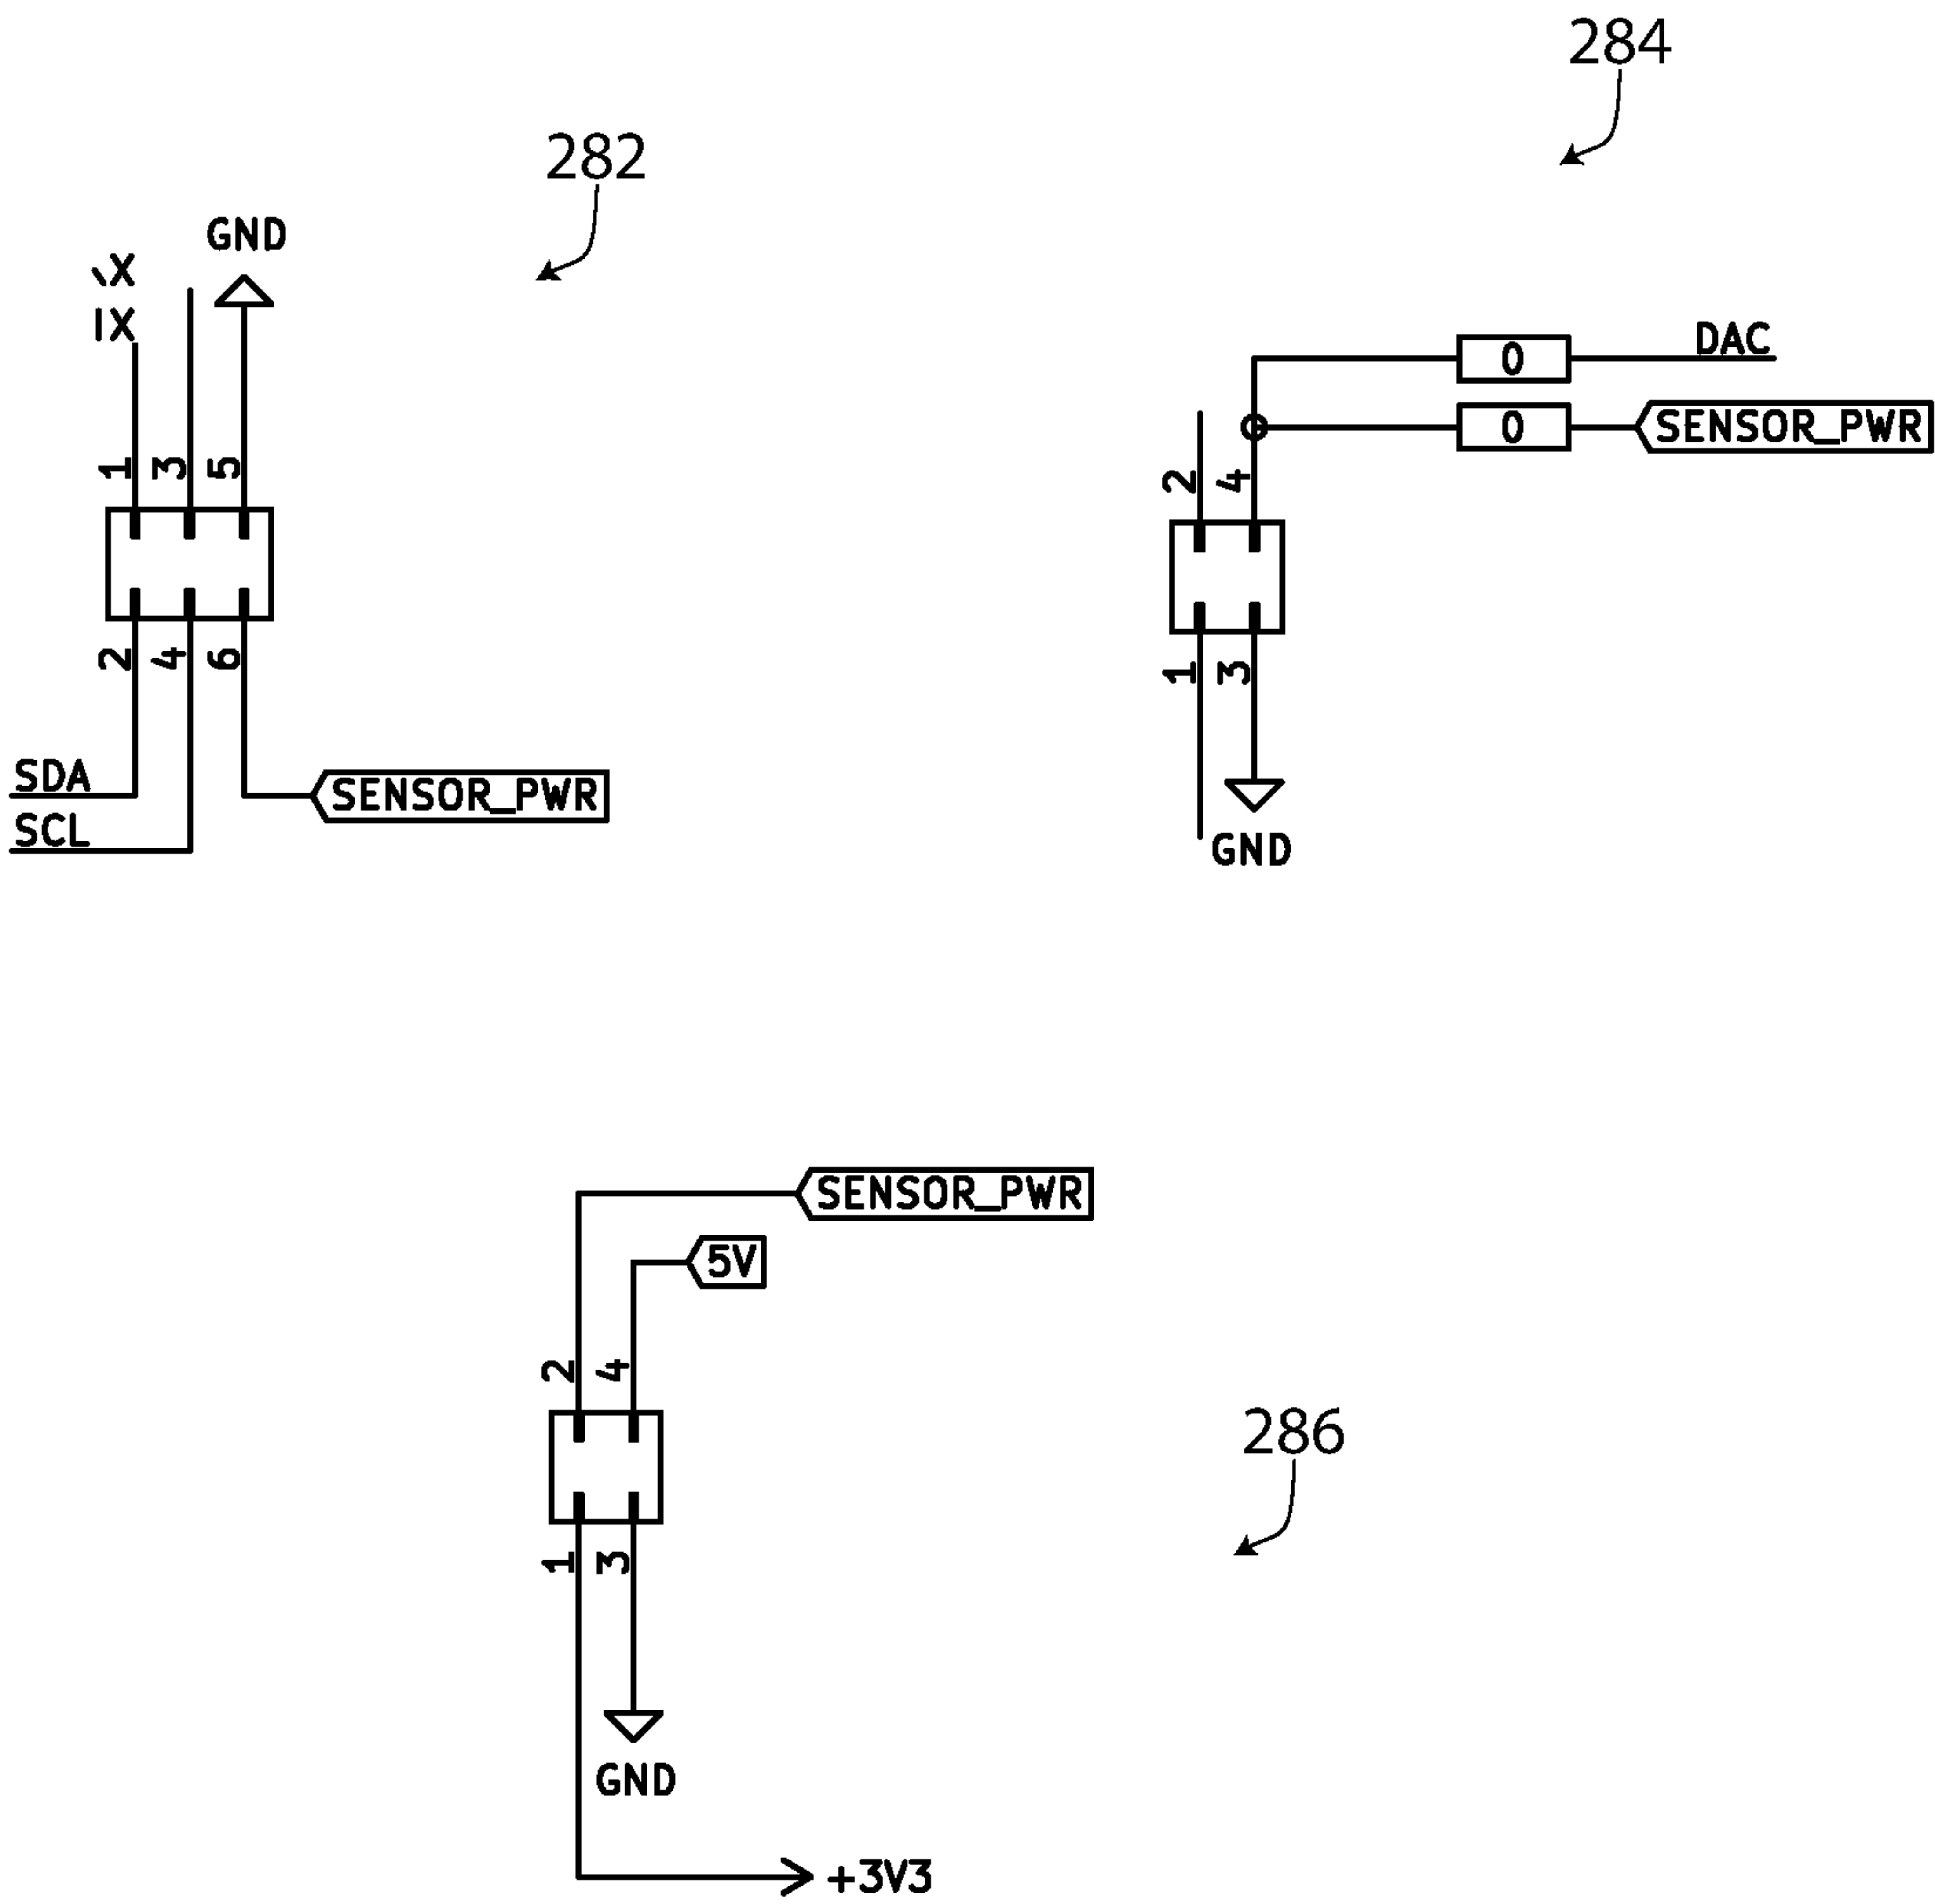 284
282
GND
\X
IX
DAC
0
SENSOR_PWR
0
1 3 5
2 4
2 4 6
1 3
SDA
SENSOR_PWR
SCL
GND
SENSOR_PWR
5V
2 4
286
1 3
GND
+3V3